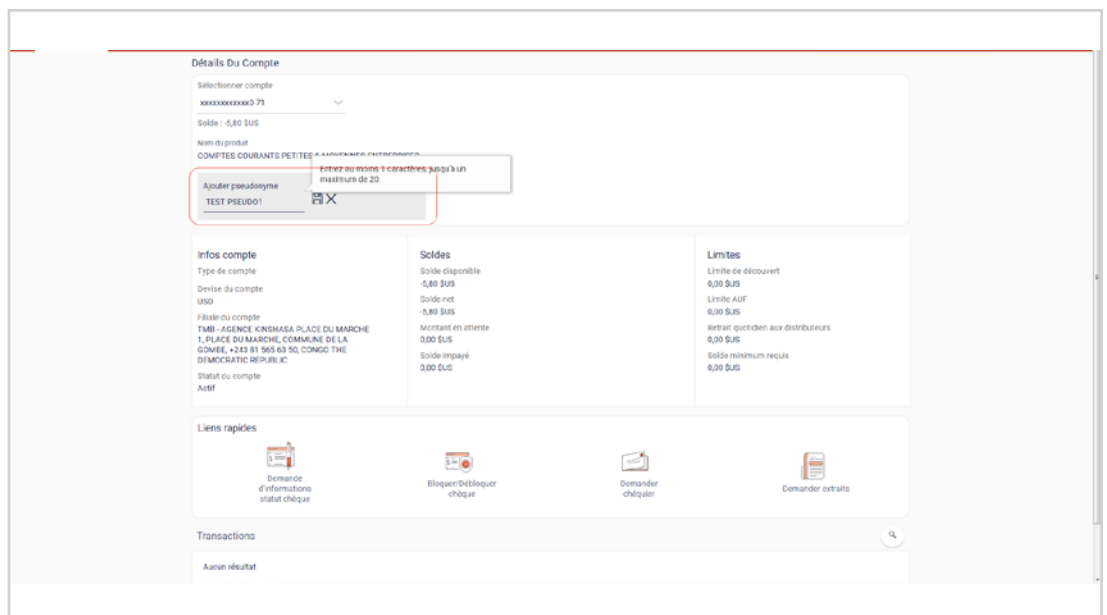 Détails Du Compte
Sélectionner compte
Solde : -5,80 $US
Nom du produit
COMPTES COURANTS PETITES & MOYENNES ENTREPRISES
Entrez au moins 1 caractères, jusqu'à un
maximum de 20.
Ajouter pseudonyme
TEST PSEUDO1
Infos compte
Type de compte
Devise du compte
USD
Filiale du compte
TMB - AGENCE KINSHASA PLACE DU MARCHE
1, PLACE DU MARCHE, COMMUNE DE LA
GOMBE, +243 81 565 63 50, CONGO THE
DEMOCRATIC REPUBLIC
Statut du compte
Actif
Soldes
Solde disponible
-5,80 $US
Solde net
-5,80 $US
Montant en attente
0,00 $US
Solde impayé
0,00 $US
Limites
Limite de découvert
0,00 $US
Limite AUF
0,00 $US
Retrait quotidien aux distributeurs
0,00 $US
Solde minimum requis
0,00 $US
Liens rapides
Demande
d'informations
statut chèque
Bloquer/Débloquer
chèque
Demander
chéquier
Demander extraits
Transactions
Aucun résultat